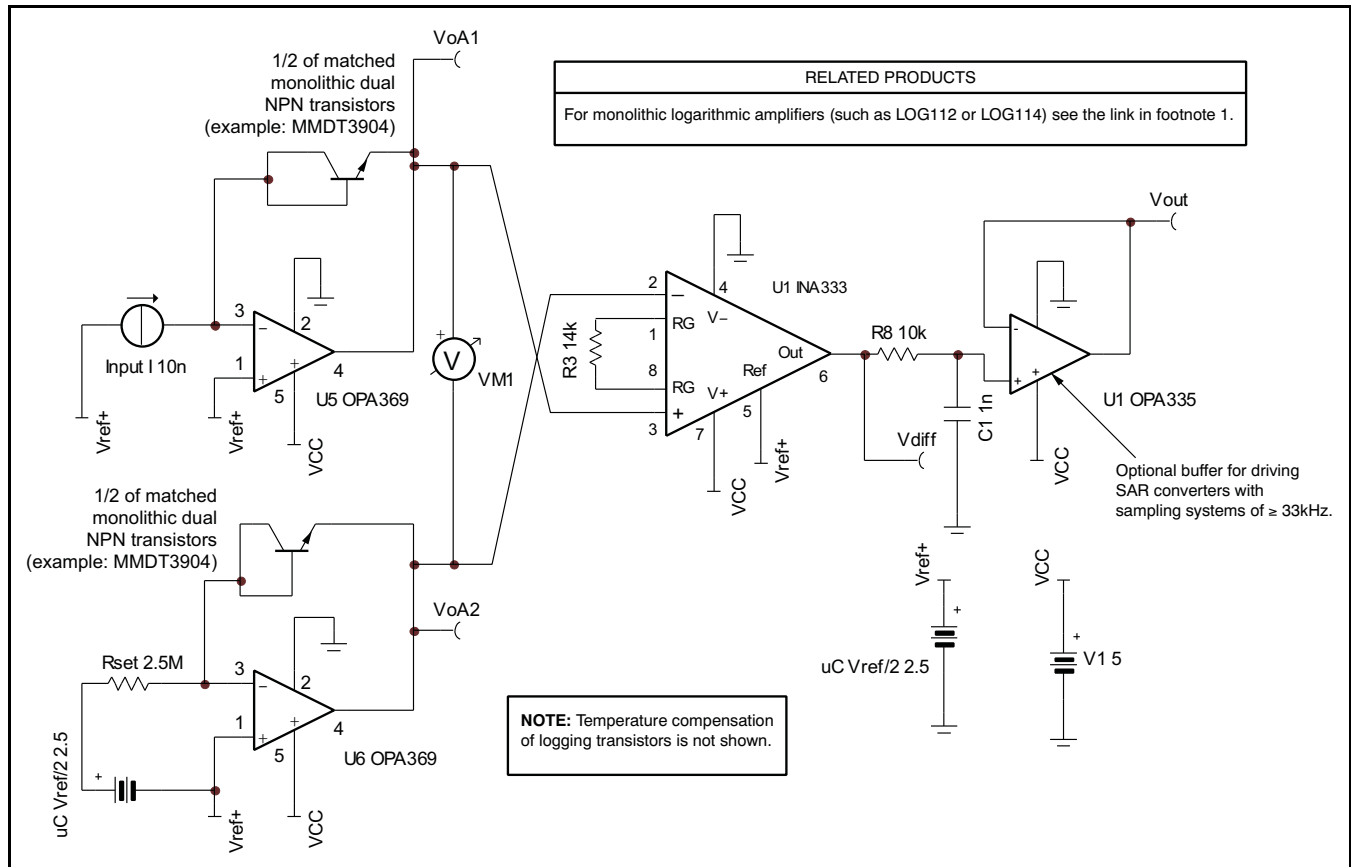 VoA1
1/2 of matched
monolithic dual
NPN transistors
(example: MMDT3904)
RELATED PRODUCTS
For monolithic logarithmic amplifiers (such as LOG112 or LOG114) see the link in footnote 1.
Input I 10n
Vref+
3
−
2
1
+
+
5
4
Vref+
VCC
U5 OPA369
+
V
VM1
2
−
4
V−
U1 INA333
RG
1
R3 14k
8
RG
Out
6
Ref
5
V+
+
3
7
VCC
Vref+
R8 10k
Vdiff
C1 1n
Vout
-
+
+
U1 OPA335
VCC
Optional buffer for driving
SAR converters with
sampling systems of ≥ 33kHz.
1/2 of matched
monolithic dual
NPN transistors
(example: MMDT3904)
VoA2
Rset 2.5M
3
−
2
1
+
+
5
4
U6 OPA369
uC Vref/2 2.5
+
Vref+
VCC
NOTE: Temperature compensation
of logging transistors is not shown.
Vref+
+
uC Vref/2 2.5
VCC
+
V1 5